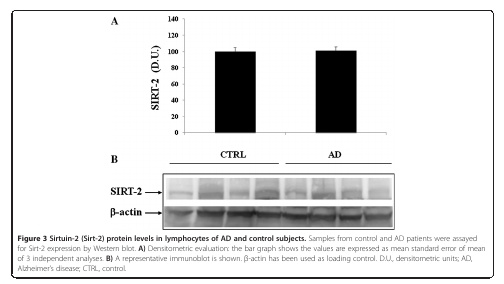 A
140
120
100
80
60
40
20
0
SIRT-2 (D.U.)
CTRL
AD
B
SIRT-2
β-actin
Figure 3 Sirtuin-2 (Sirt-2) protein levels in lymphocytes of AD and control subjects. Samples from control and AD patients were assayed
for Sirt-2 expression by Western blot. A) Densitometric evaluation: the bar graph shows the values are expressed as mean standard error of mean
of 3 independent analyses. B) A representative immunoblot is shown. β-actin has been used as loading control. D.U., densitometric units; AD,
Alzheimer's disease; CTRL, control.